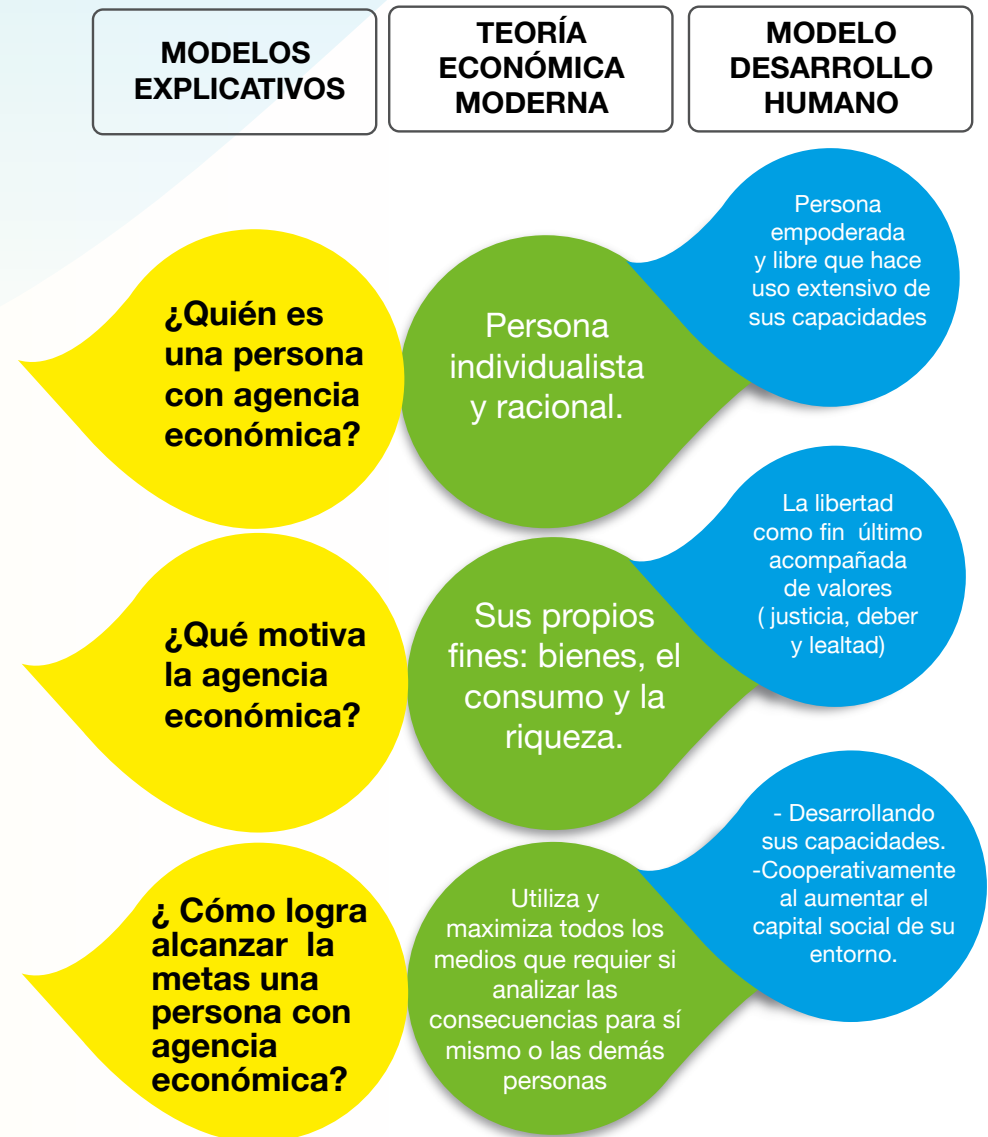 MODELOS
EXPLICATIVOS
TEORÍA
ECONÓMICA
MODERNA
MODELO
DESARROLLO
HUMANO
¿Quién es
una persona
con agencia
económica?
Persona
individualista
y racional.
Persona
empoderada
y libre que hace
uso extensivo de
sus capacidades
¿Qué motiva
la agencia
económica?
Sus propios
fines: bienes, el
consumo y la
riqueza.
La libertad
como fin último
acompañada
de valores
( justicia, deber
y lealtad)
¿ Cómo logra
alcanzar la
metas una
persona con
agencia
económica?
Utiliza y
maximiza todos los
medios que requier si
analizar las
consecuencias para sí
mismo o las demás
personas
- Desarrollando
sus capacidades.
-Cooperativamente
al aumentar el
capital social de su
entorno.